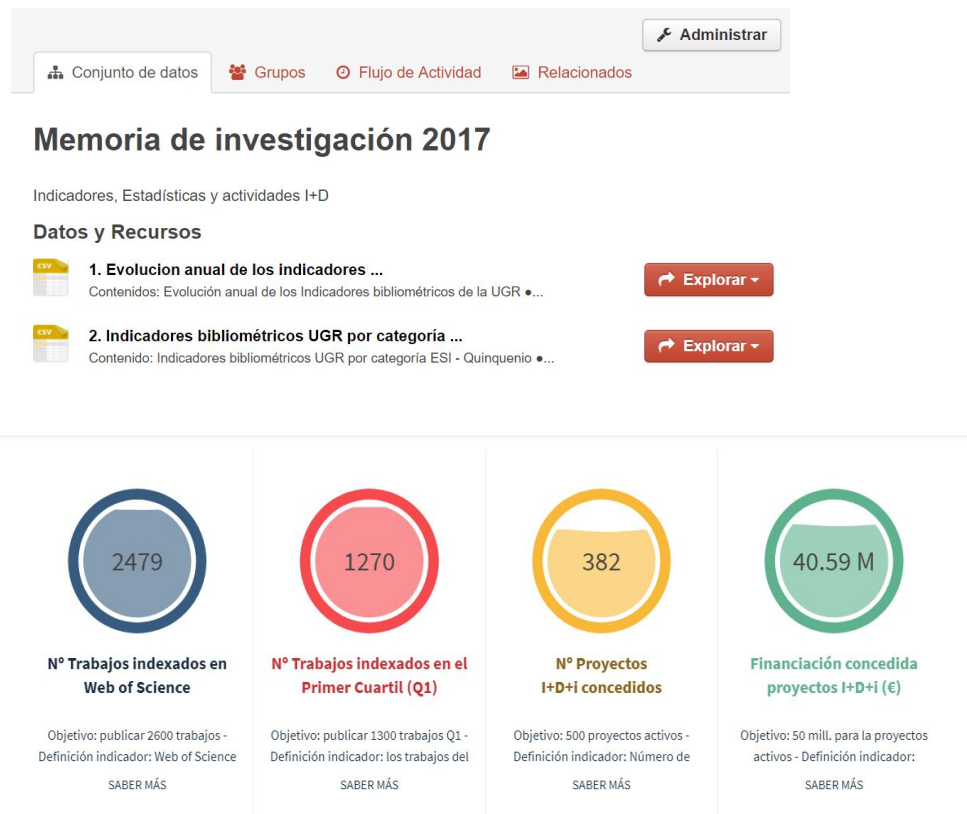 Administrar
Conjunto de datos Grupos Flujo de Actividad Relacionados
Memoria de investigación 2017
Indicadores, Estadísticas y actividades I+D
Datos y Recursos
CSV
1. Evolucion anual de los indicadores ...
Explorar
Contenidos: Evolución anual de los Indicadores bibliométricos de la UGR ●...
CSV
2. Indicadores bibliométricos UGR por categoría ...
Explorar
Contenido: Indicadores bibliométricos UGR por categoría ESI - Quinquenio ●...
2479
Nº Trabajos indexados en
Web of Science
Objetivo: publicar 2600 trabajos -
Definición indicador: Web of Science
SABER MÁS
1270
Nº Trabajos indexados en el
Primer Cuartil (Q1)
Objetivo: publicar 1300 trabajos Q1 -
Definición indicador: los trabajos del
SABER MÁS
382
Nº Proyectos
I+D+i concedidos
Objetivo: 500 proyectos activos -
Definición indicador: Número de
SABER MÁS
40.59 M
Financiación concedida
proyectos I+D+i (€)
Objetivo: 50 mill. para la proyectos
activos - Definición indicador:
SABER MÁS